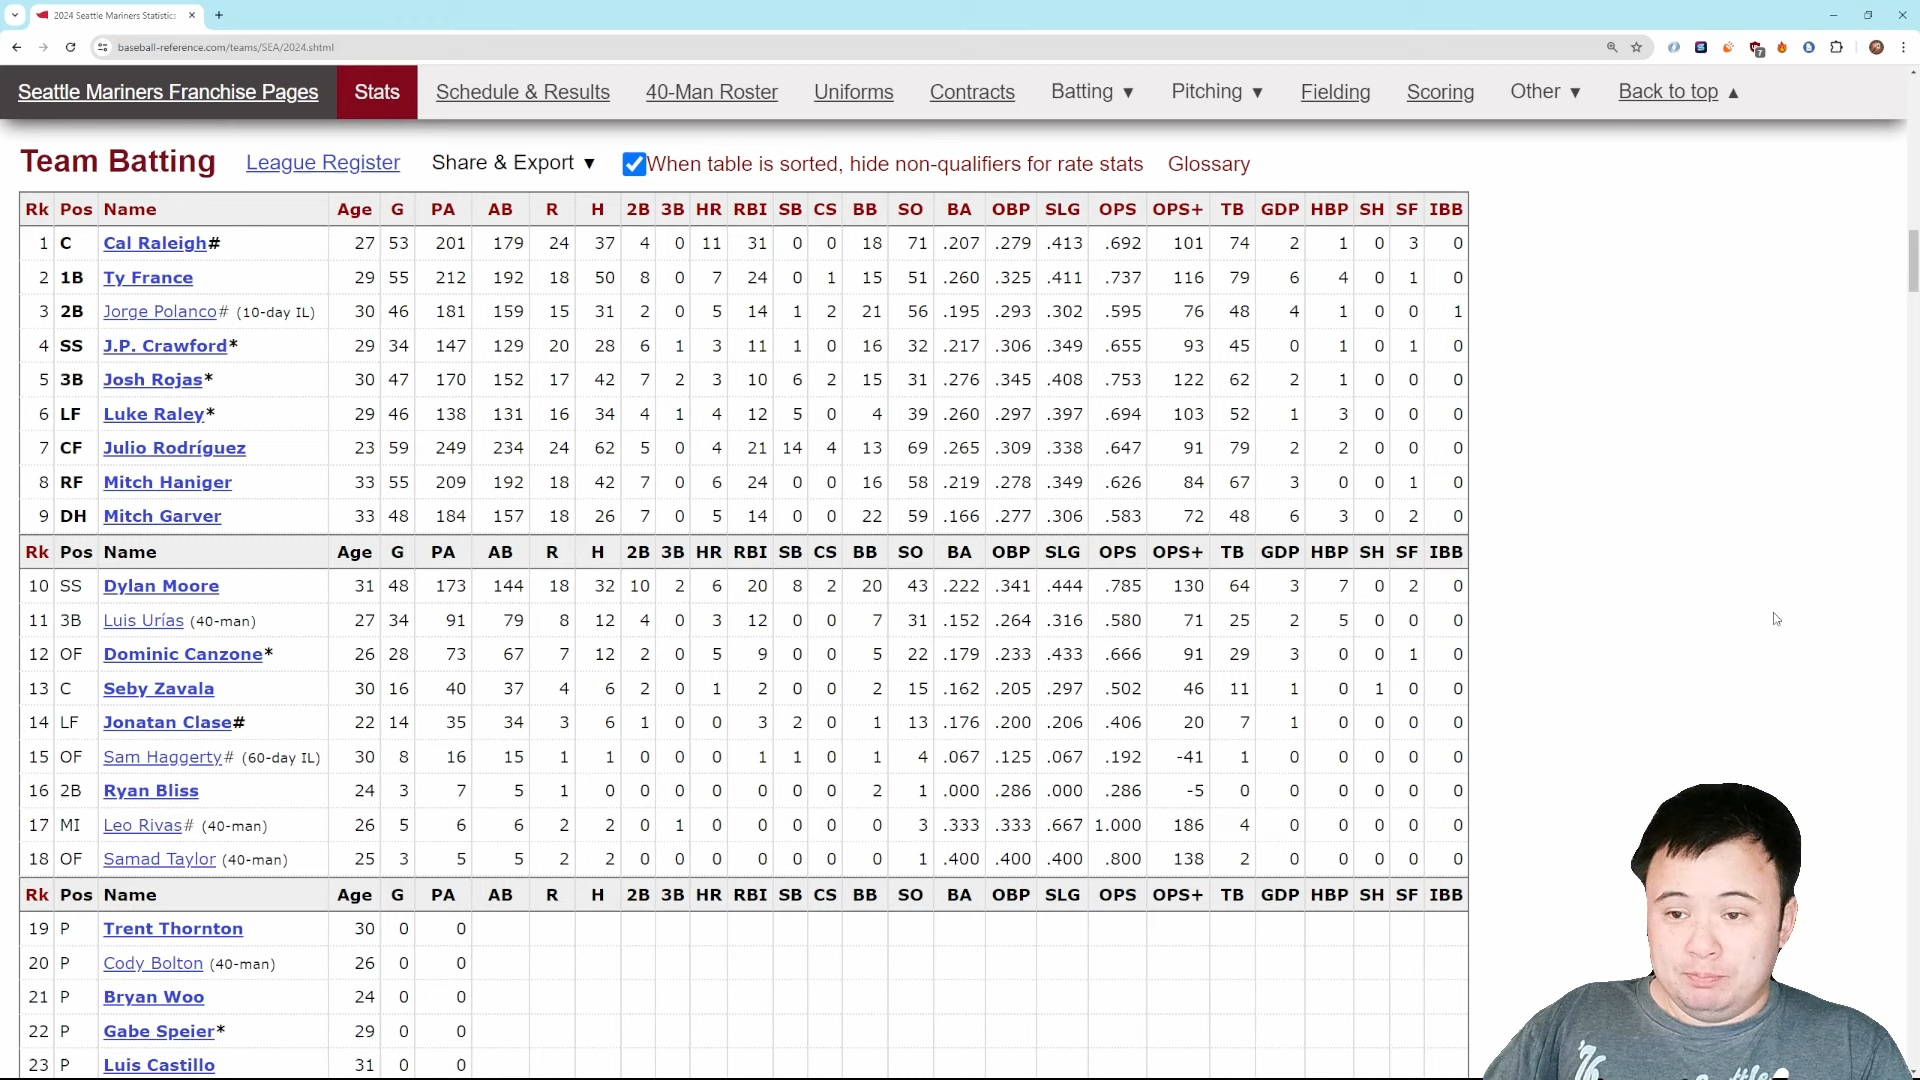 2024 Seattle Mariners Statistics
baseball-reference.com/teams/SEA/2024.shtml
7
Seattle Mariners Franchise Pages Stats Schedule & Results 40-Man Roster Uniforms Contracts Batting ▼ Pitching ▼ Fielding Scoring Other ▼ Back to top ▲
Team Batting League Register Share & Export ▼ When table is sorted, hide non-qualifiers for rate stats Glossary
Rk Pos Name Age G PA AB R H 2B 3B HR RBI SB CS BB SO BA OBP SLG OPS OPS+ TB GDP HBP SH SF IBB
1 C Cal Raleigh# 27 53 201 179 24 37 4 0 11 31 0 0 18 71 .207 .279 .413 .692 101 74 2 1 0 3 0
2 1B Ty France 29 55 212 192 18 50 8 0 7 24 0 1 15 51 .260 .325 .411 .737 116 79 6 4 0 1 0
3 2B Jorge Polanco# (10-day IL) 30 46 181 159 15 31 2 0 5 14 1 2 21 56 .195 .293 .302 .595 76 48 4 1 0 0 1
4 SS J.P. Crawford* 29 34 147 129 20 28 6 1 3 11 1 0 16 32 .217 .306 .349 .655 93 45 0 1 0 1 0
5 3B Josh Rojas* 30 47 170 152 17 42 7 2 3 10 6 2 15 31 .276 .345 .408 .753 122 62 2 1 0 0 0
6 LF Luke Raley* 29 46 138 131 16 34 4 1 4 12 5 0 4 39 .260 .297 .397 .694 103 52 1 3 0 0 0
7 CF Julio Rodríguez 23 59 249 234 24 62 5 0 4 21 14 4 13 69 .265 .309 .338 .647 91 79 2 2 0 0 0
8 RF Mitch Haniger 33 55 209 192 18 42 7 0 6 24 0 0 16 58 .219 .278 .349 .626 84 67 3 0 0 1 0
9 DH Mitch Garver 33 48 184 157 18 26 7 0 5 14 0 0 22 59 .166 .277 .306 .583 72 48 6 3 0 2 0
Rk Pos Name Age G PA AB R H 2B 3B HR RBI SB CS BB SO BA OBP SLG OPS OPS+ TB GDP HBP SH SF IBB
10 SS Dylan Moore 31 48 173 144 18 32 10 2 6 20 8 2 20 43 .222 .341 .444 .785 130 64 3 7 0 2 0
11 3B Luis Urías (40-man) 27 34 91 79 8 12 4 0 3 12 0 0 7 31 .152 .264 .316 .580 71 25 2 5 0 0 0
12 OF Dominic Canzone* 26 28 73 67 7 12 2 0 5 9 0 0 5 22 .179 .233 .433 .666 91 29 3 0 0 1 0
13 C Seby Zavala 30 16 40 37 4 6 2 0 1 2 0 0 2 15 .162 .205 .297 .502 46 11 1 0 1 0 0
14 LF Jonatan Clase# 22 14 35 34 3 6 1 0 0 3 2 0 1 13 .176 .200 .206 .406 20 7 1 0 0 0 0
15 OF Sam Haggerty# (60-day IL) 30 8 16 15 1 1 0 0 0 1 1 0 1 4 .067 .125 .067 .192 -41 1 0 0 0 0 0
16 2B Ryan Bliss 24 3 7 5 1 0 0 0 0 0 0 0 2 1 .000 .286 .000 .286 -5 0 0 0 0 0 0
17 MI Leo Rivas# (40-man) 26 5 6 6 2 2 0 1 0 0 0 0 0 3 .333 .333 .667 1.000 186 4 0 0 0 0 0
18 OF Samad Taylor (40-man) 25 3 5 5 2 2 0 0 0 0 0 0 0 1 .400 .400 .400 .800 138 2 0 0 0 0 0
Rk Pos Name Age G PA AB R H 2B 3B HR RBI SB CS BB SO BA OBP SLG OPS OPS+ TB GDP HBP SH SF IBB
19 P Trent Thornton 30 0 0
20 P Cody Bolton (40-man) 26 0 0
21 P Bryan Woo 24 0 0
22 P Gabe Speier* 29 0 0
23 P Luis Castillo 31 0 0
'76